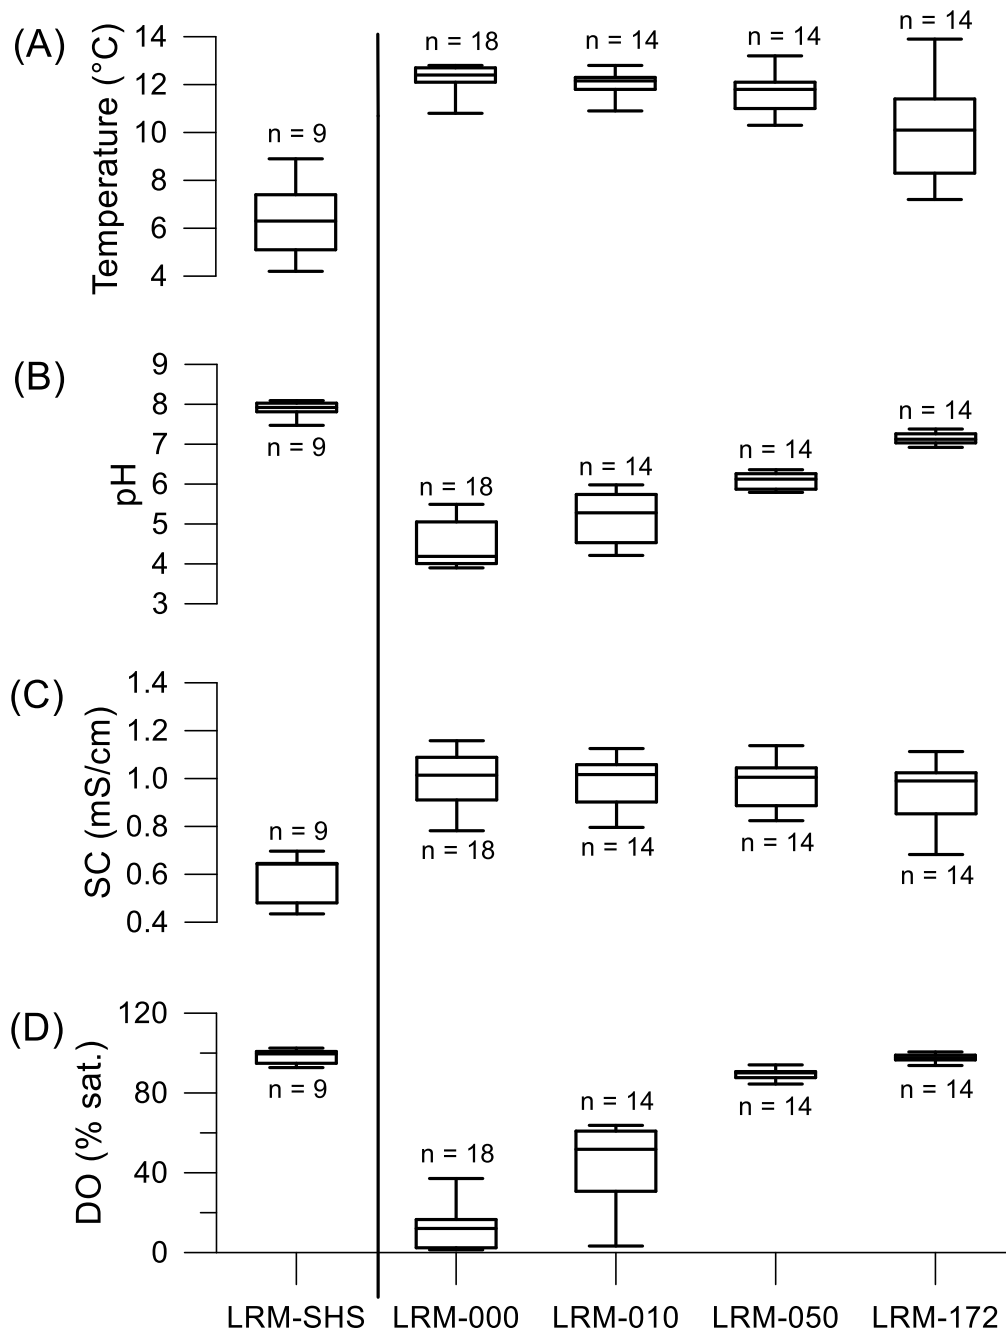 (A)
Temperature (°C)
14
12
10
8
6
4
n = 9
n = 18
n = 14
n = 14
n = 14
(B)
pH
9
8
7
6
5
4
3
n = 9
n = 18
n = 14
n = 14
n = 14
(C)
SC (mS/cm)
1.4
1.2
1.0
0.8
0.6
0.4
n = 9
n = 18
n = 14
n = 14
n = 14
(D)
DO (% sat.)
120
80
40
0
n = 9
n = 18
n = 14
n = 14
n = 14
LRM-SHS LRM-000 LRM-010 LRM-050 LRM-172